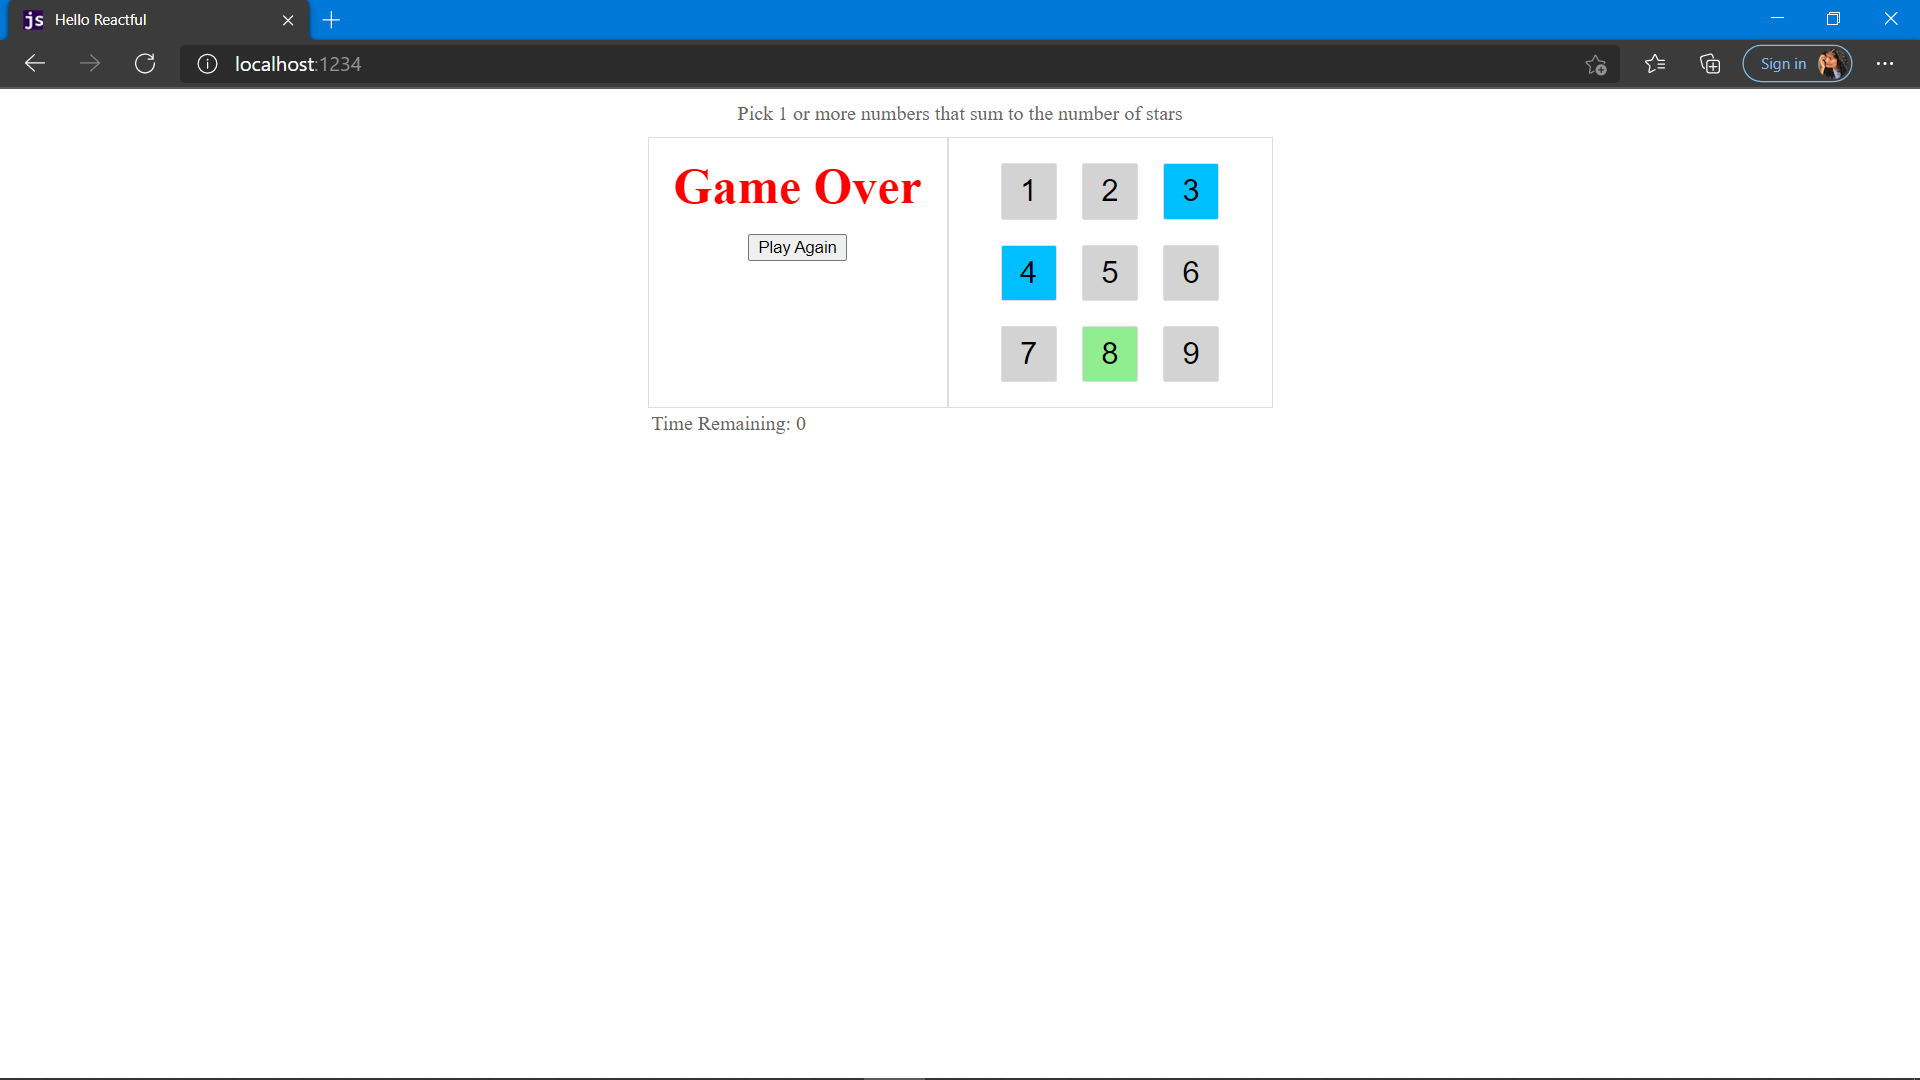 js Hello Reactful
localhost:1234
Sign in
Pick 1 or more numbers that sum to the number of stars
Game Over
Play Again
1 2 3
4 5 6
7 8 9
Time Remaining: 0